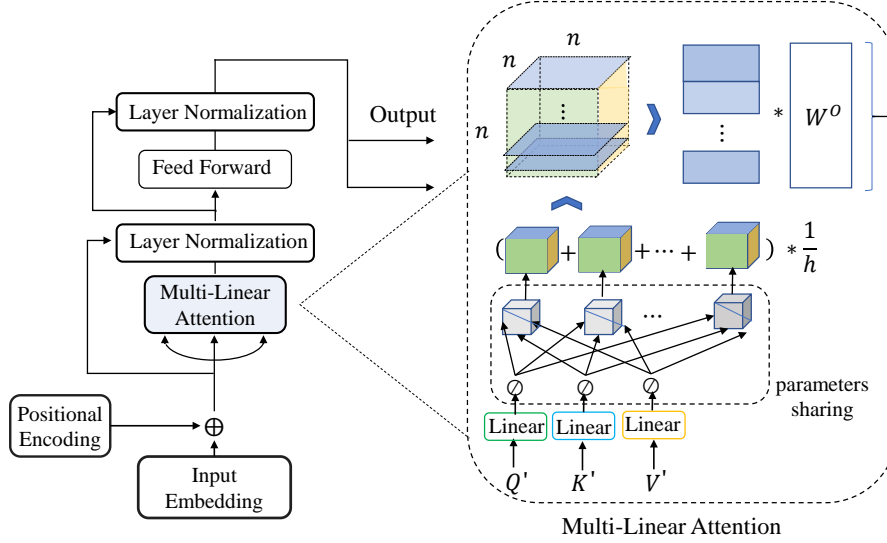 Layer Normalization
Feed Forward
Layer Normalization
Multi-Linear
Attention
Positional
Encoding
Input
Embedding
Output
n
n
n
...
...
*
W^O
( + + ... + ) * 1/h
...
parameters
sharing
Linear
Linear
Linear
Q'
K'
V'
Multi-Linear Attention